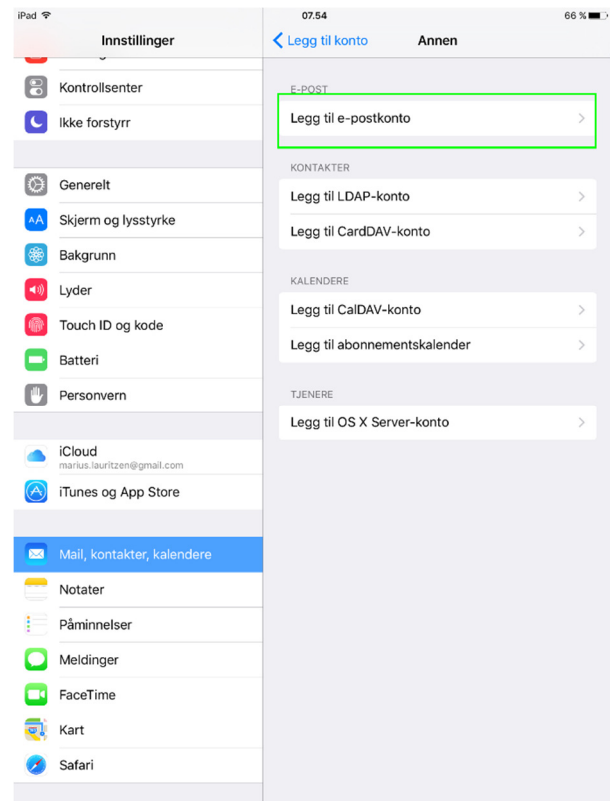 iPad
07.54
66 %
Innstillinger
Legg til konto
Annen
Kontrollsenter
Ikke forstyrr
Generelt
Skjerm og lysstyrke
Bakgrunn
Lyder
Touch ID og kode
Batteri
Personvern
iCloud
marius.lauritzen@gmail.com
iTunes og App Store
Mail, kontakter, kalendere
Notater
Påminnelser
Meldinger
FaceTime
Kart
Safari
E-POST
Legg til e-postkonto
KONTAKTER
Legg til LDAP-konto
Legg til CardDAV-konto
KALENDERE
Legg til CalDAV-konto
Legg til abonnementskalender
TJENERE
Legg til OS X Server-konto